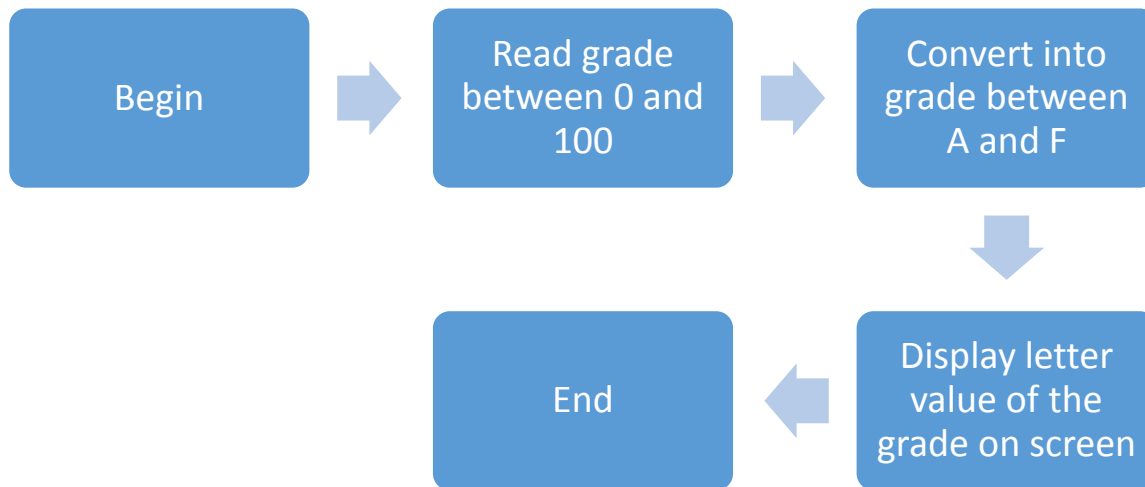 Begin
Read grade
between 0 and
100
Convert into
grade between
A and F
Display letter
value of the
grade on screen
End